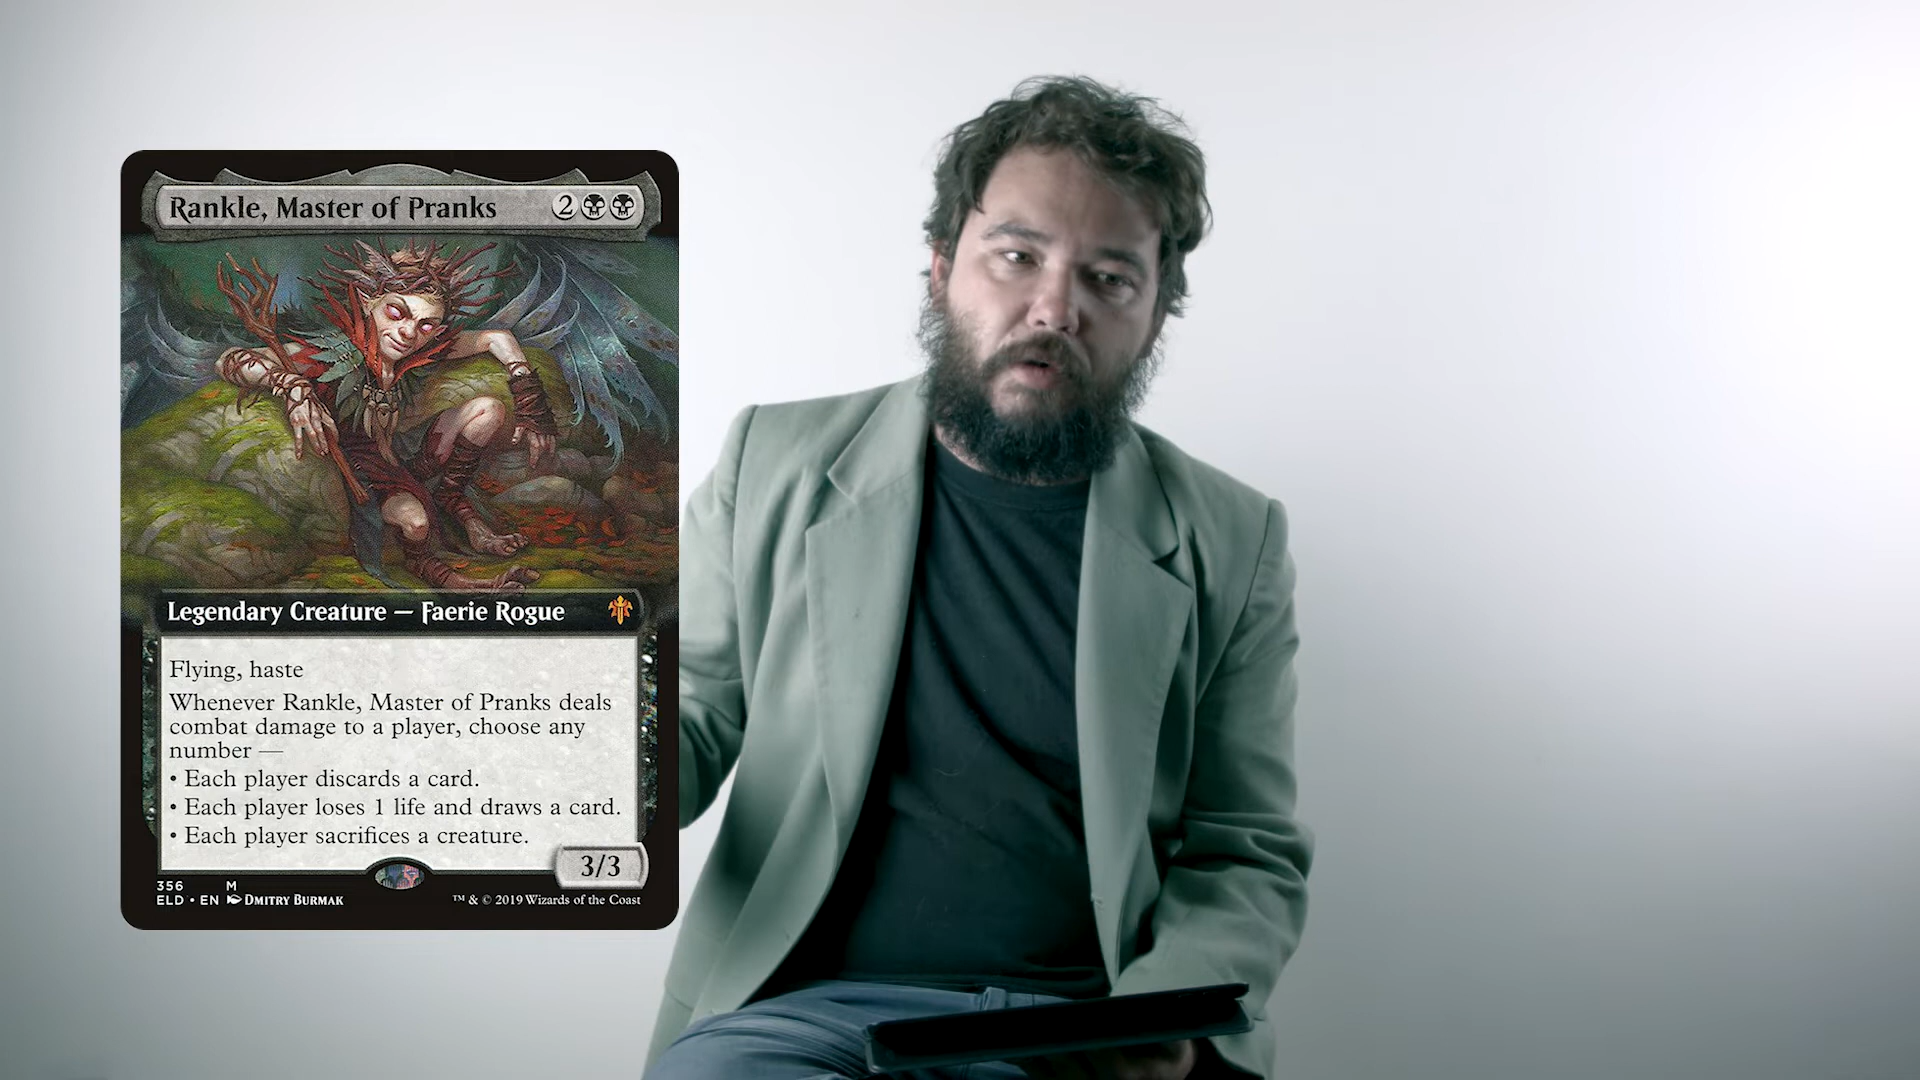 Rankle, Master of Pranks 2
Legendary Creature — Faerie Rogue
Flying, haste
Whenever Rankle, Master of Pranks deals
combat damage to a player, choose any
number —
• Each player discards a card.
• Each player loses 1 life and draws a card.
• Each player sacrifices a creature.
3/3
356 M
ELD • EN Dmitry Burmak ™ & © 2019 Wizards of the Coast